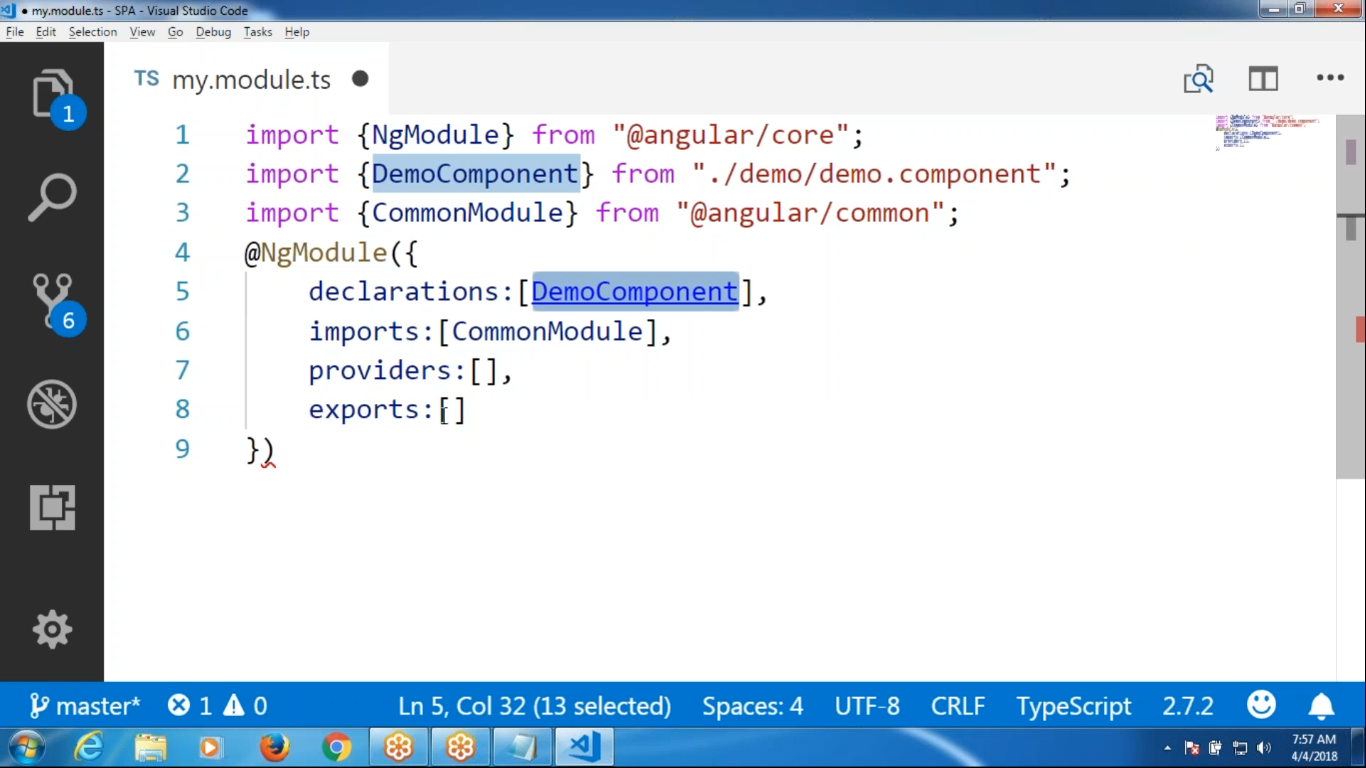 ● my.module.ts - SPA - Visual Studio Code
File Edit Selection View Go Debug Tasks Help
TS my.module.ts
1 import {NgModule} from "@angular/core";
2 import {DemoComponent} from "./demo/demo.component";
3 import {CommonModule} from "@angular/common";
4 @NgModule({
5 declarations:[DemoComponent],
6 imports:[CommonModule],
7 providers:[],
8 exports:[]
9 })
1
6
master* 1 0 Ln 5, Col 32 (13 selected) Spaces: 4 UTF-8 CRLF TypeScript 2.7.2
7:57 AM
4/4/2018